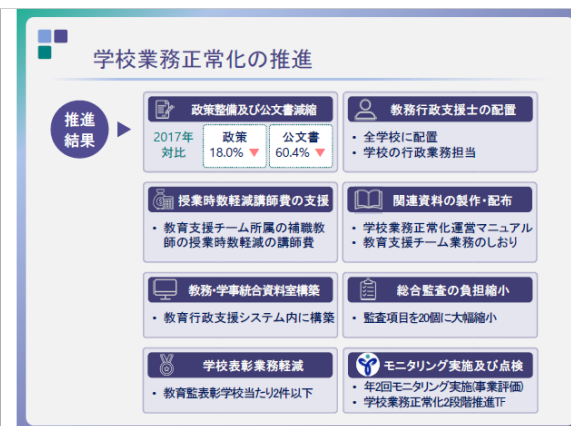 学校業務正常化の推進
推進
結果
政策整備及び公文書減縮
2017年
対比
政策
18.0% ▼
公文書
60.4% ▼
教務行政支援士の配置
・ 全学校に配置
・ 学校の行政業務担当
授業時数軽減講師費の支援
・ 教育支援チーム所属の補職教
師の授業時数軽減の講師費
関連資料の製作・配布
・ 学校業務正常化運営マニュアル
・ 教育支援チーム業務のしおり
教務・学事統合資料室構築
・ 教育行政支援システム内に構築
総合監査の負担縮小
・ 監査項目を20個に大幅縮小
学校表彰業務軽減
・ 教育監表彰学校当たり2件以下
モニタリング実施及び点検
・ 年2回モニタリング実施(事業評価)
・ 学校業務正常化2段階推進TF